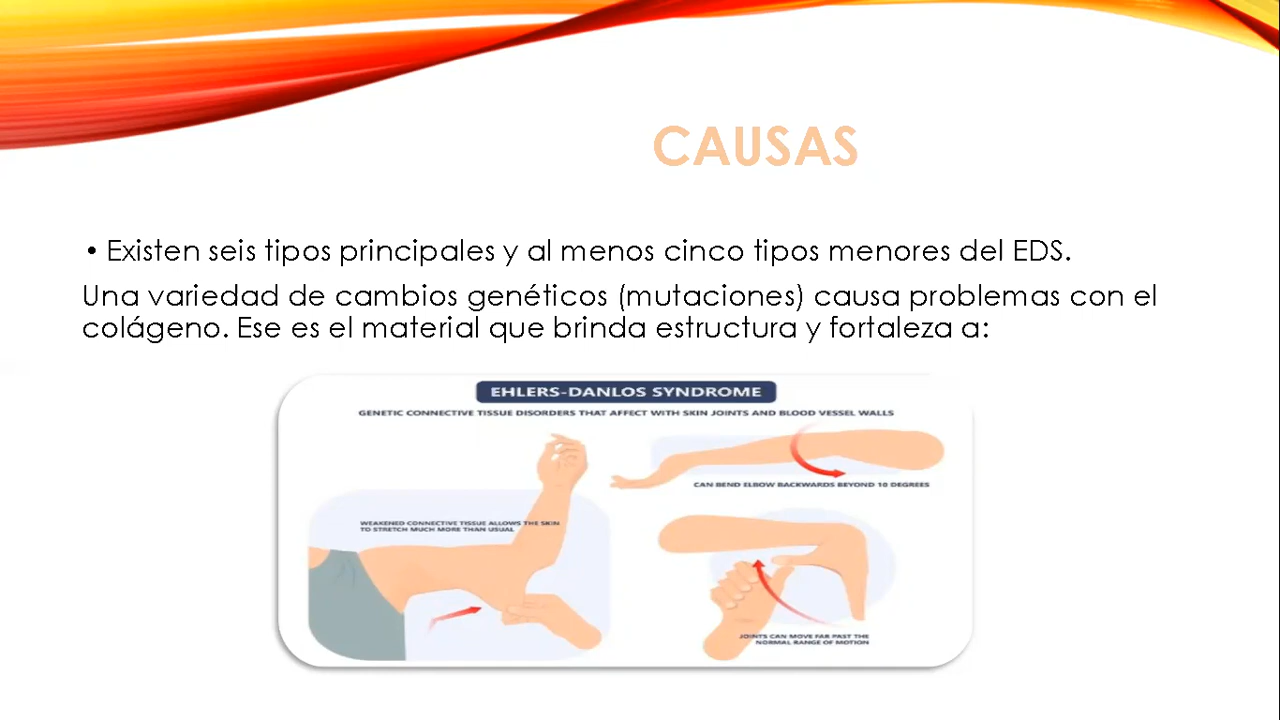 CAUSAS
• Existen seis tipos principales y al menos cinco tipos menores del EDS.
Una variedad de cambios genéticos (mutaciones) causa problemas con el
colágeno. Ese es el material que brinda estructura y fortaleza a:
EHLERS-DANLOS SYNDROME
GENETIC CONNECTIVE TISSUE DISORDERS THAT AFFECT WITH SKIN JOINTS AND BLOOD VESSEL WALLS
CAN BEND ELBOW BACKWARDS BEYOND 10 DEGREES
WEAKENED CONNECTIVE TISSUE ALLOWS THE SKIN
TO STRETCH MUCH MORE THAN USUAL
JOINTS CAN MOVE FAR PAST THE
NORMAL RANGE OF MOTION